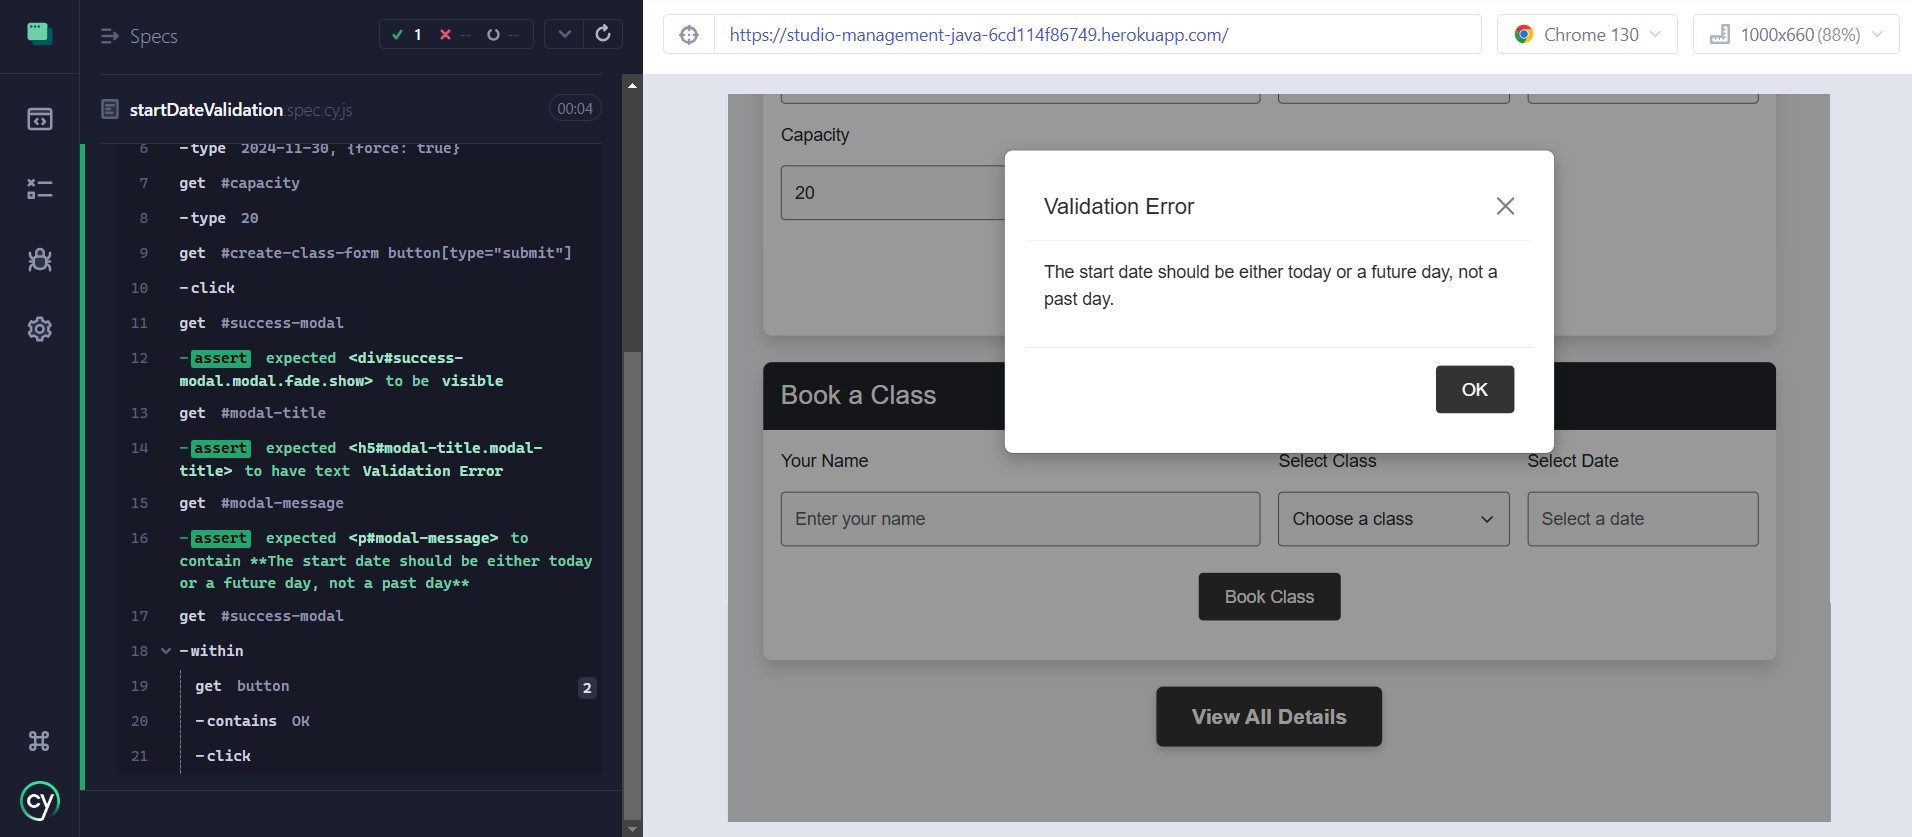 Specs
1 -- --
startDateValidation.spec.cy.js 00:04
6 -type 2024-11-30, {force: true}
7 get #capacity
8 -type 20
9 get #create-class-form button[type="submit"]
10 -click
11 get #success-modal
12 -assert expected <div#success-
modal.modal.fade.show> to be visible
13 get #modal-title
14 -assert expected <h5#modal-title.modal-
title> to have text Validation Error
15 get #modal-message
16 -assert expected <p#modal-message> to
contain **The start date should be either today
or a future day, not a past day**
17 get #success-modal
18 -within
19 get button 2
20 -contains OK
21 -click
cy
https://studio-management-java-6cd114f86749.herokuapp.com/
Chrome 130
1000x660 (88%)
Capacity
20
Validation Error
The start date should be either today or a future day, not a
past day.
OK
Book a Class
Your Name Select Class Select Date
Enter your name Choose a class Select a date
Book Class
View All Details